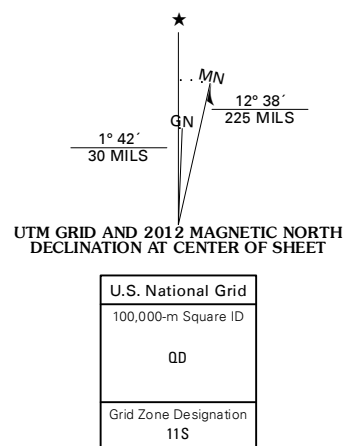 ★
MN
12° 38´
225 MILS
GN
1° 42´
30 MILS
UTM GRID AND 2012 MAGNETIC NORTH
DECLINATION AT CENTER OF SHEET
U.S. National Grid
100,000-m Square ID
QD
Grid Zone Designation
11S